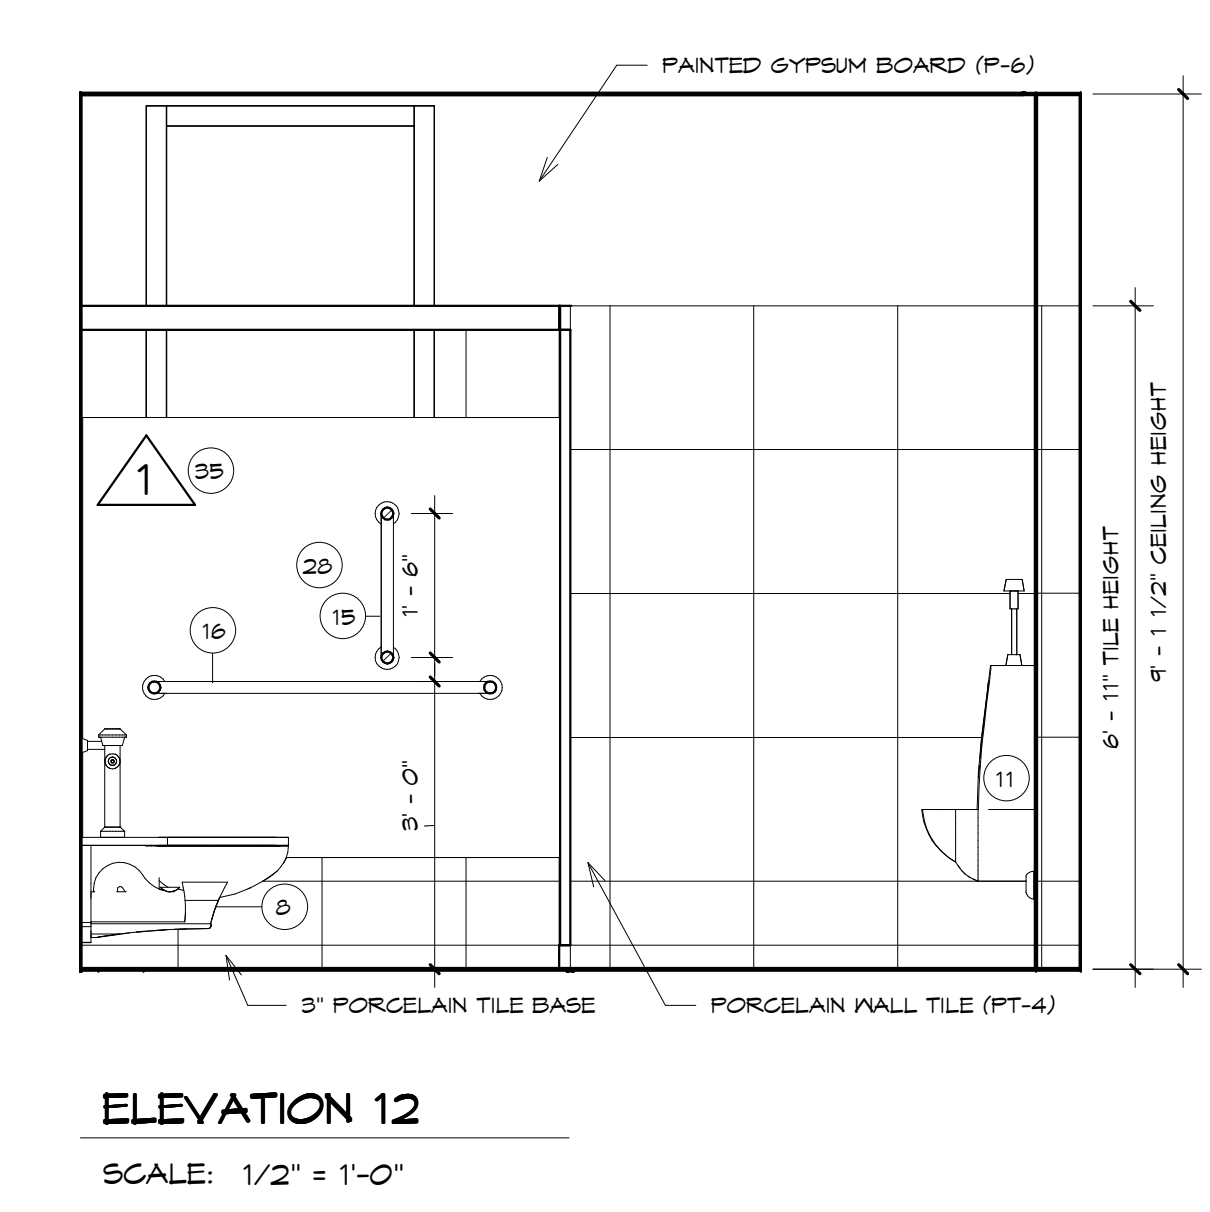 PAINTED GYPSUM BOARD (P-6)
1
35
28
1' - 6"
15
16
6' - 11" TILE HEIGHT
9' - 1 1/2" CEILING HEIGHT
3' - 0"
11
8
3" PORCELAIN TILE BASE
PORCELAIN WALL TILE (PT-4)
ELEVATION 12
SCALE: 1/2" = 1'-0"